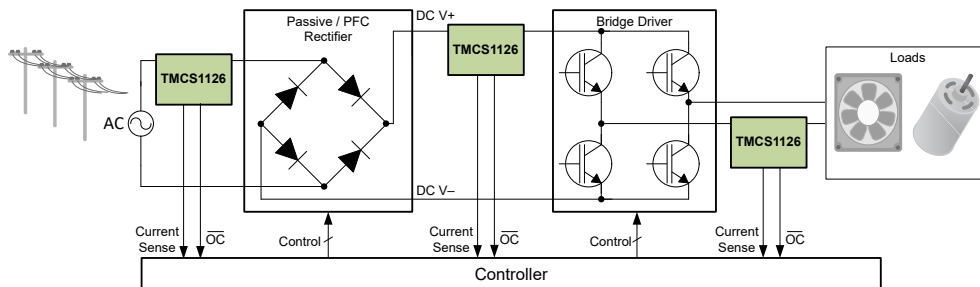 Passive / PFC
Rectifier
DC V+
Bridge Driver
TMCS1126
TMCS1126
Loads
AC
TMCS1126
DC V–
Current
Sense
OC
Control
Current
Sense
OC
Control
Current
Sense
OC
Controller